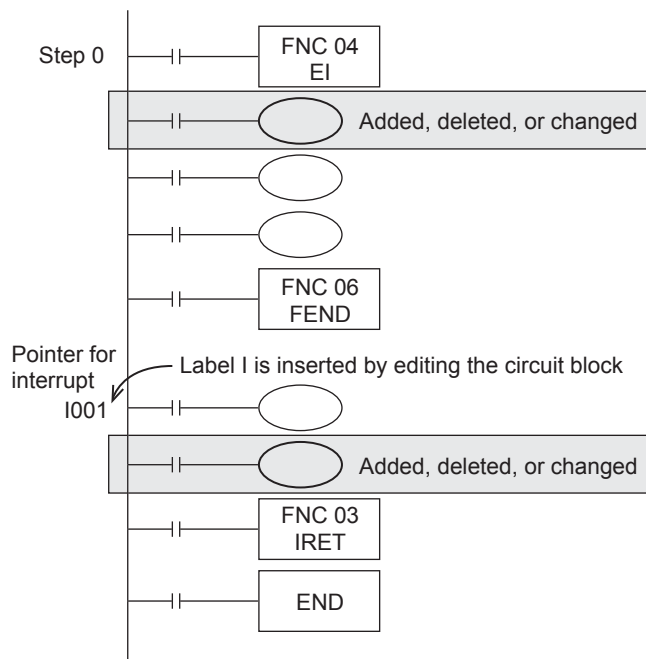 Step 0
FNC 04
EI
Added, deleted, or changed
FNC 06
FEND
Pointer for
interrupt
Label I is inserted by editing the circuit block
I001
Added, deleted, or changed
FNC 03
IRET
END